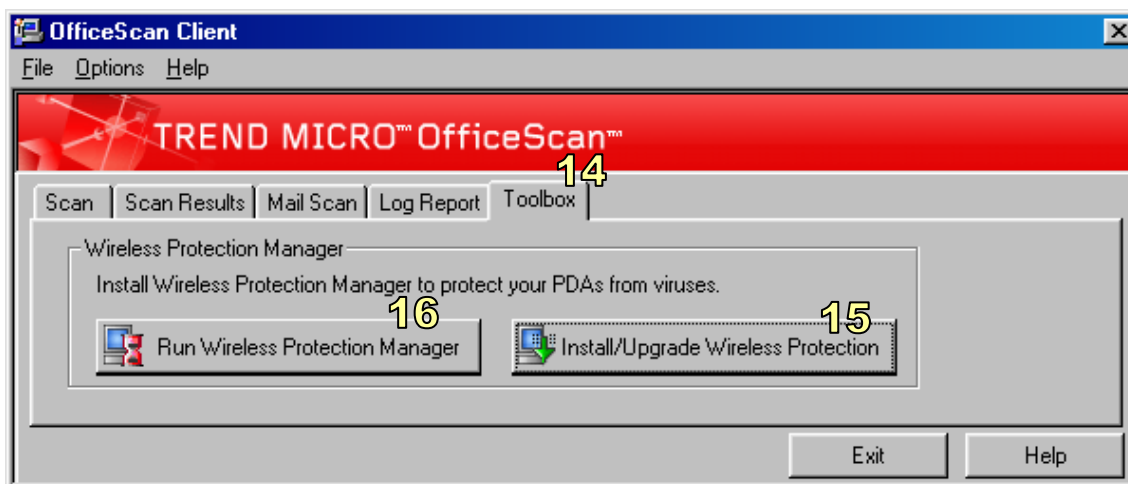 OfficeScan Client
File Options Help
TREND MICRO™ OfficeScan™
14
Scan Scan Results Mail Scan Log Report Toolbox
Wireless Protection Manager
Install Wireless Protection Manager to protect your PDAs from viruses.
16 15
Run Wireless Protection Manager Install/Upgrade Wireless Protection
Exit Help